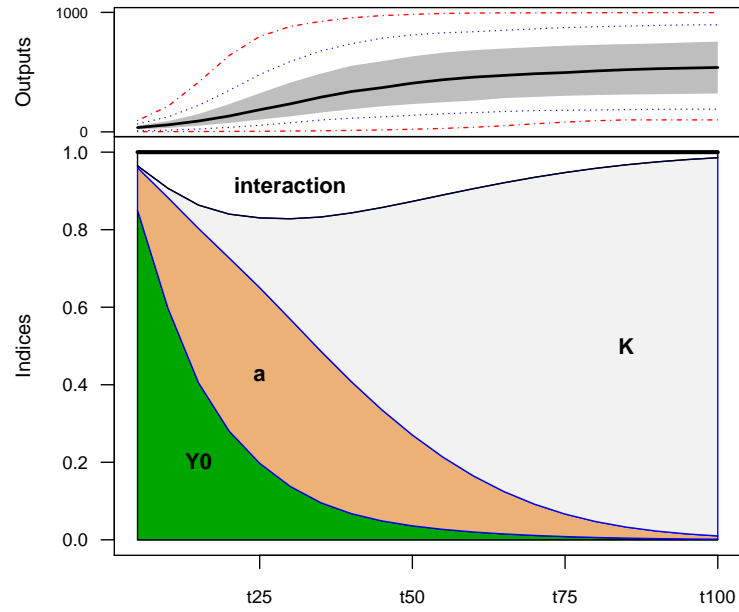 1000
Outputs
0
1.0
interaction
0.8
0.6
Indices
K
a
0.4
Y0
0.2
0.0
t25
t50
t75
t100